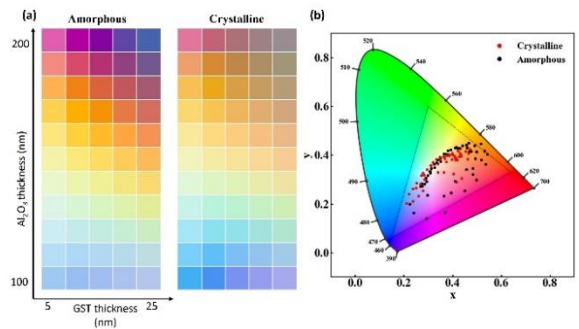 (a)
Amorphous
Crystalline
200
Al₂O₃ thickness (nm)
100
5
GST thickness
(nm)
25
(b)
Crystalline
Amorphous
0.8
0.6
0.4
0.2
0.0
y
0.0
0.2
0.4
0.6
0.8
x
520
540
560
580
600
620
700
510
500
490
480
470
460
390